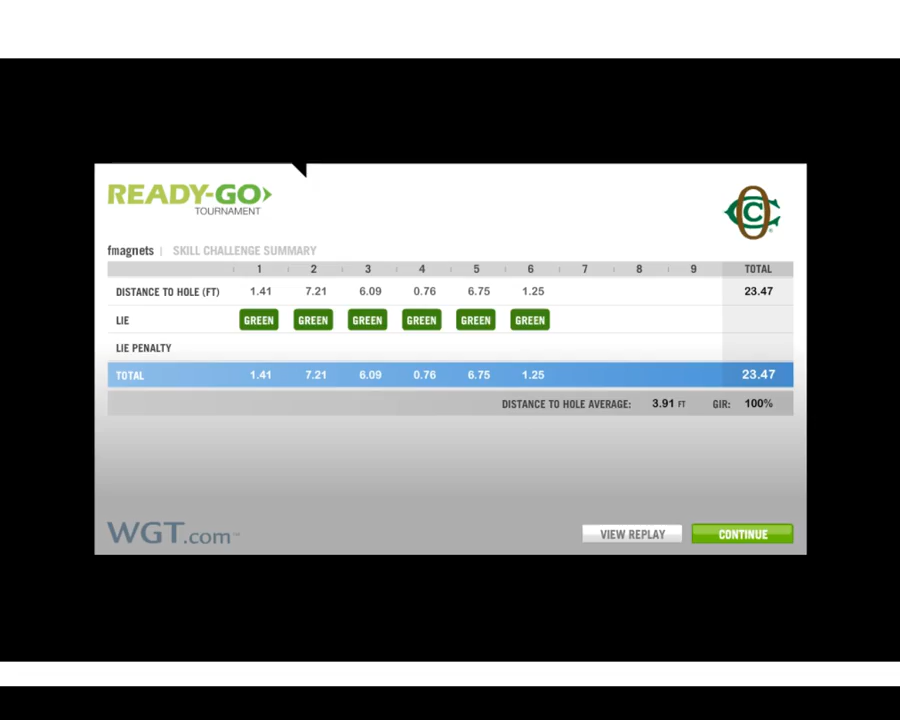 READY-GO
TOURNAMENT
OCC
fmagnets | SKILL CHALLENGE SUMMARY
1 2 3 4 5 6 7 8 9 TOTAL
DISTANCE TO HOLE (FT) 1.41 7.21 6.09 0.76 6.75 1.25 23.47
LIE GREEN GREEN GREEN GREEN GREEN GREEN
LIE PENALTY
TOTAL 1.41 7.21 6.09 0.76 6.75 1.25 23.47
DISTANCE TO HOLE AVERAGE: 3.91 FT GIR: 100%
WGT.com™
VIEW REPLAY CONTINUE